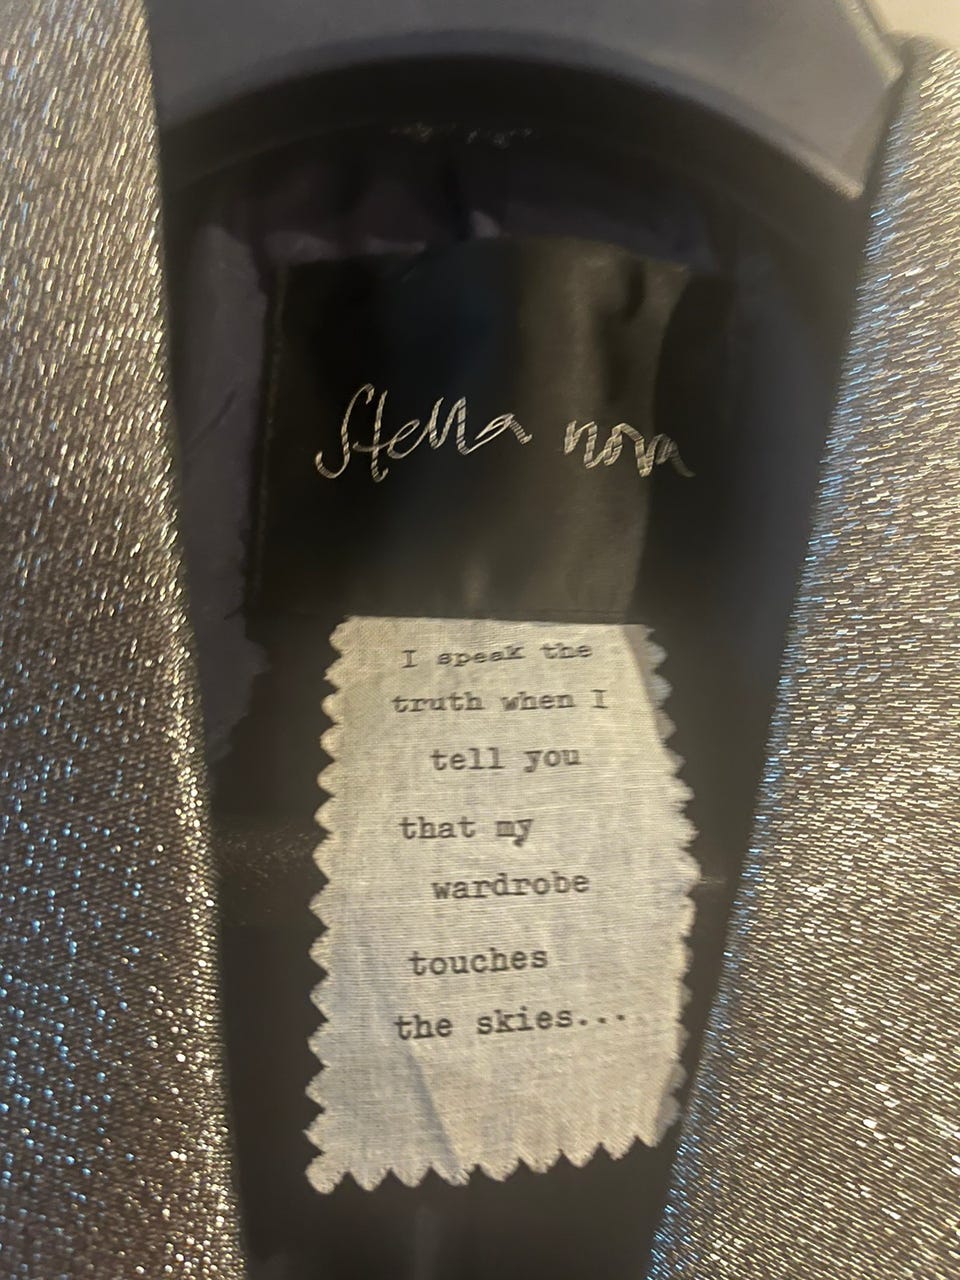 Stella nova
I speak the
truth when I
tell you
that my
wardrobe
touches
the skies...